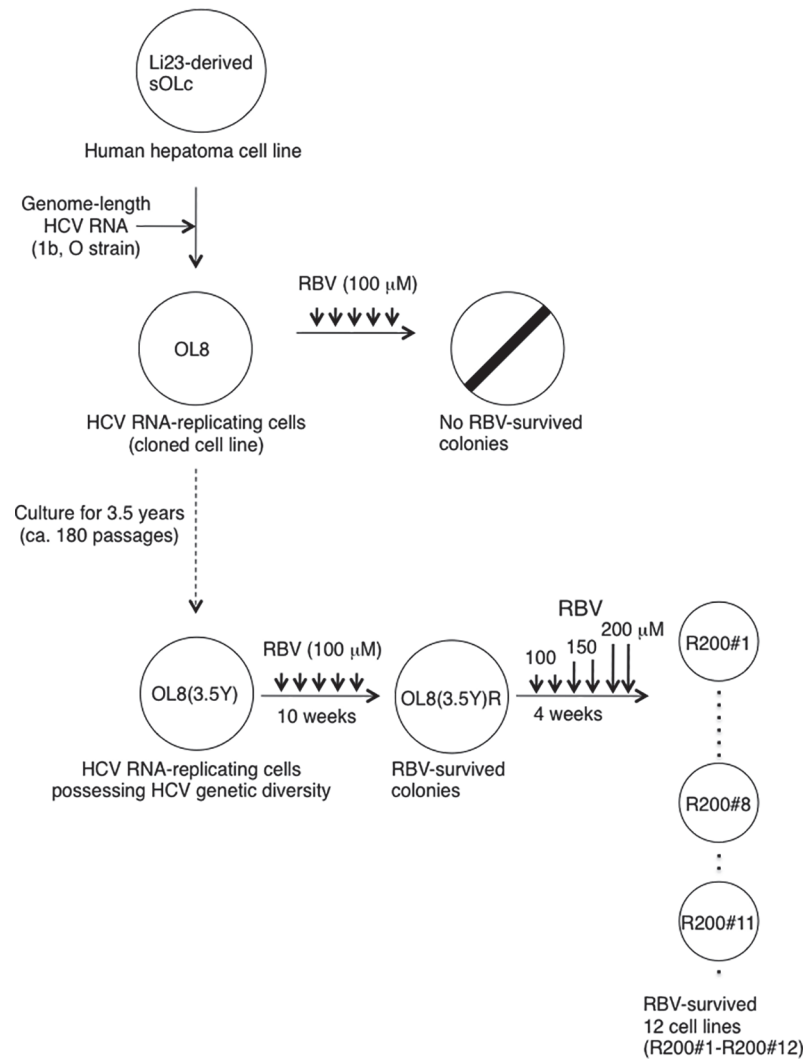 Li23-derived
sOLc
Human hepatoma cell line
Genome-length
HCV RNA
(1b, O strain)
RBV (100 μM)
OL8
HCV RNA-replicating cells
(cloned cell line)
No RBV-survived
colonies
Culture for 3.5 years
(ca. 180 passages)
RBV
200 μM
150
100
R200#1
RBV (100 μM)
OL8(3.5Y)
OL8(3.5Y)R
10 weeks
4 weeks
HCV RNA-replicating cells
possessing HCV genetic diversity
RBV-survived
colonies
R200#8
R200#11
RBV-survived
12 cell lines
(R200#1-R200#12)